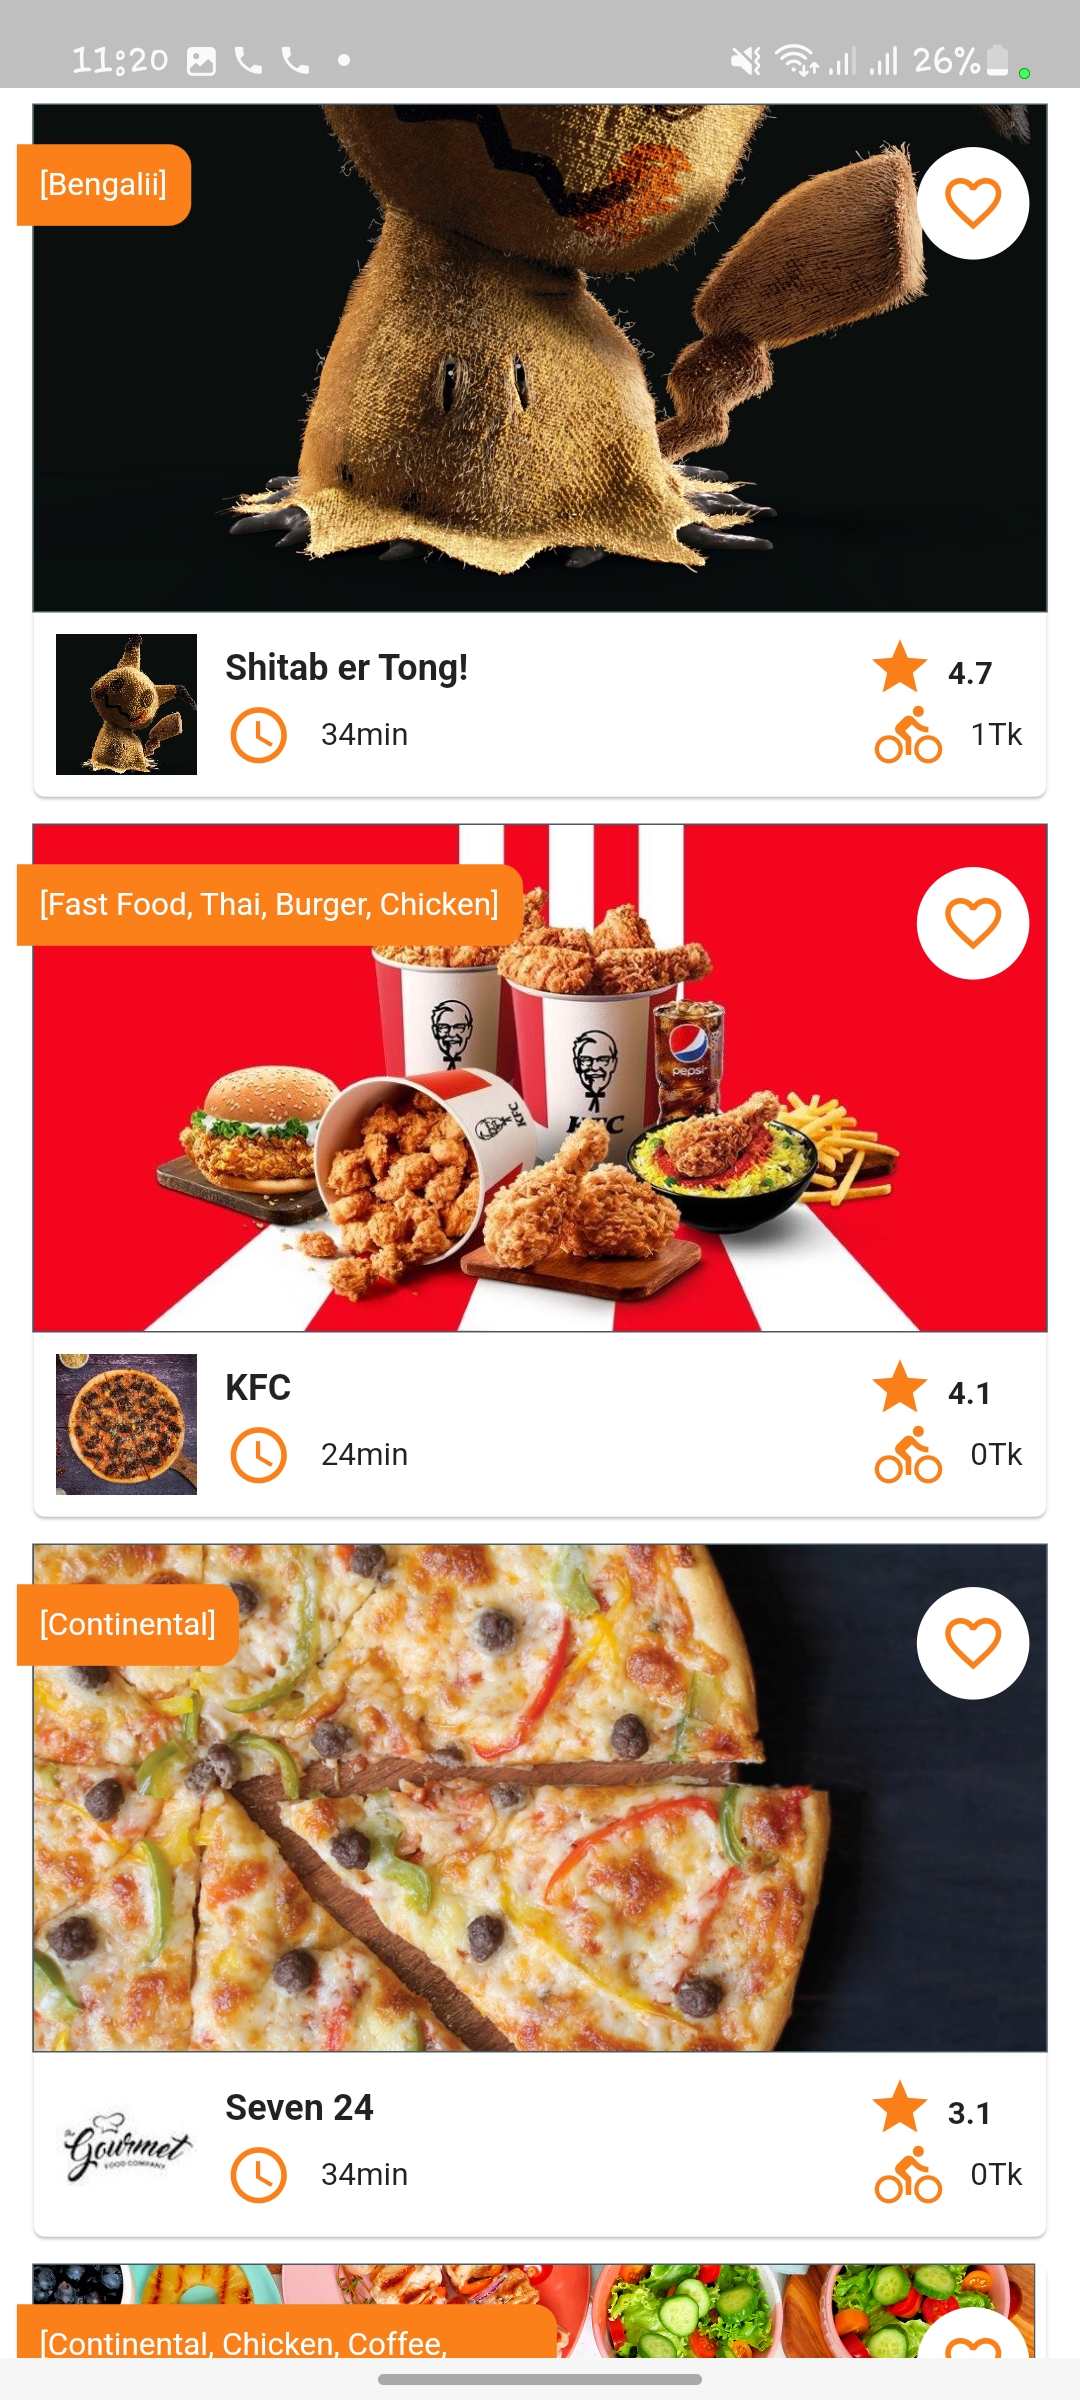 11:20
26%
[Bengalii]
Shitab er Tong!
4.7
34min
1Tk
[Fast Food, Thai, Burger, Chicken]
pepsi
KFC
KFC
KFC
4.1
24min
0Tk
[Continental]
The
Gourmet
FOOD COMPANY
Seven 24
3.1
34min
0Tk
[Continental, Chicken, Coffee,